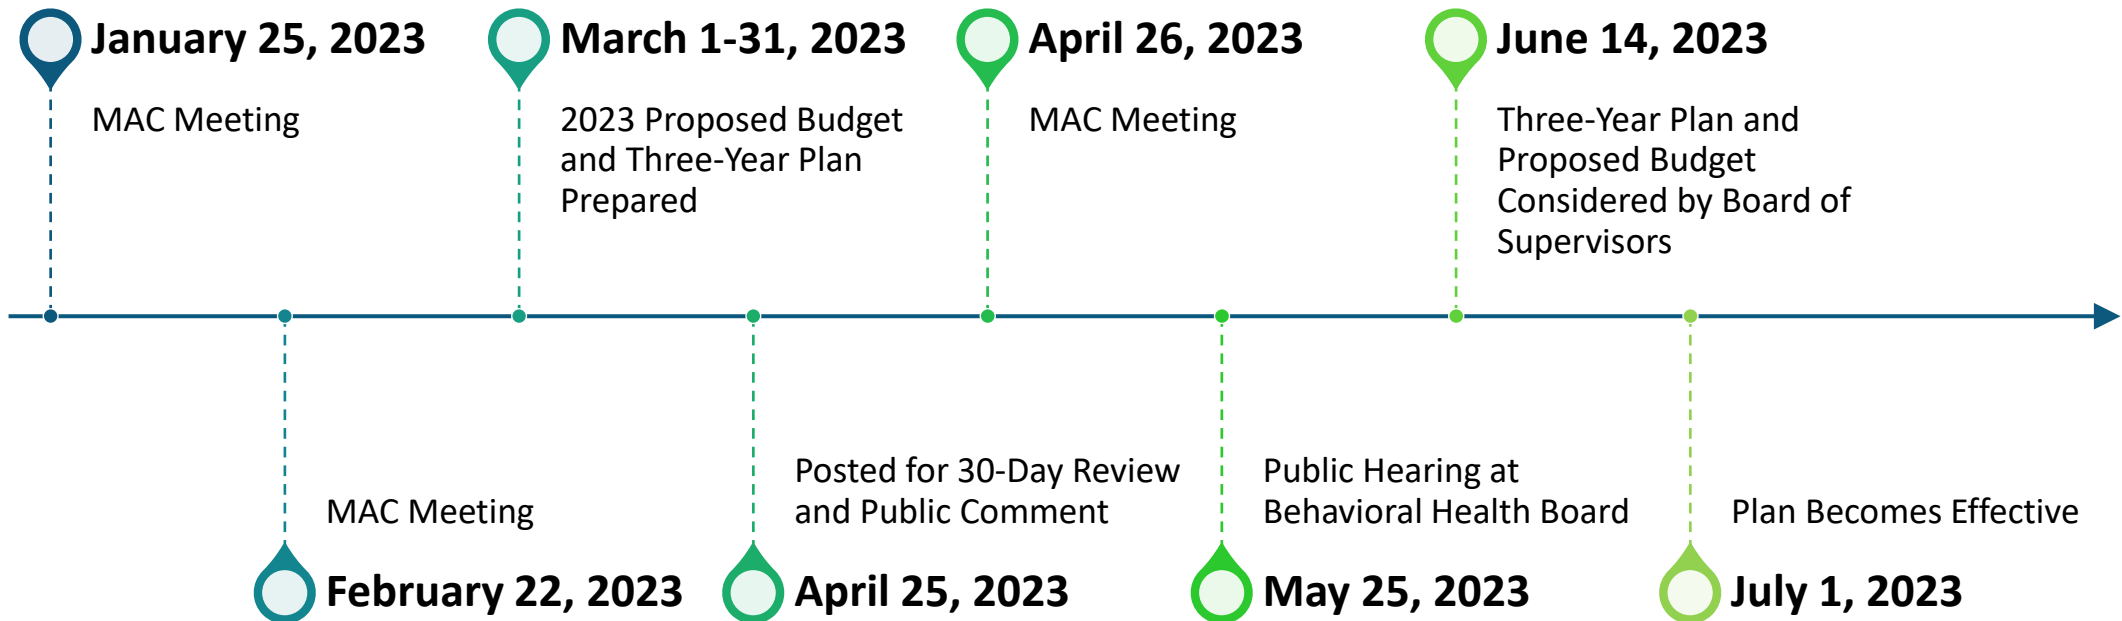 January 25, 2023
MAC Meeting
March 1-31, 2023
2023 Proposed Budget
and Three-Year Plan
Prepared
April 26, 2023
MAC Meeting
June 14, 2023
Three-Year Plan and
Proposed Budget
Considered by Board of
Supervisors
MAC Meeting
February 22, 2023
Posted for 30-Day Review
and Public Comment
April 25, 2023
Public Hearing at
Behavioral Health Board
May 25, 2023
Plan Becomes Effective
July 1, 2023